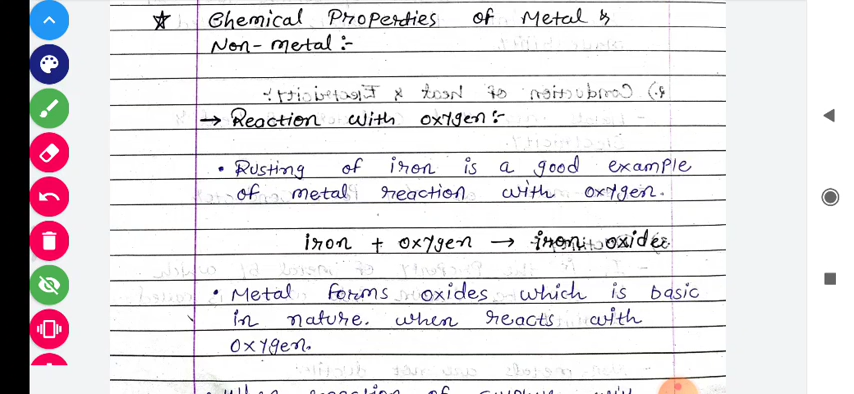 ☆ Chemical Properties of Metal &
Non-metal :-
→ Reaction with oxygen :-
• Rusting of iron is a good example
of metal reaction with oxygen.
iron + oxygen → iron oxide
• Metal forms oxides which is basic
in nature. when reacts with
oxygen.